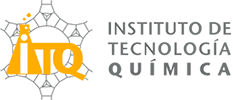 ITQ
INSTITUTO DE
TECNOLOGÍA
QUÍMICA